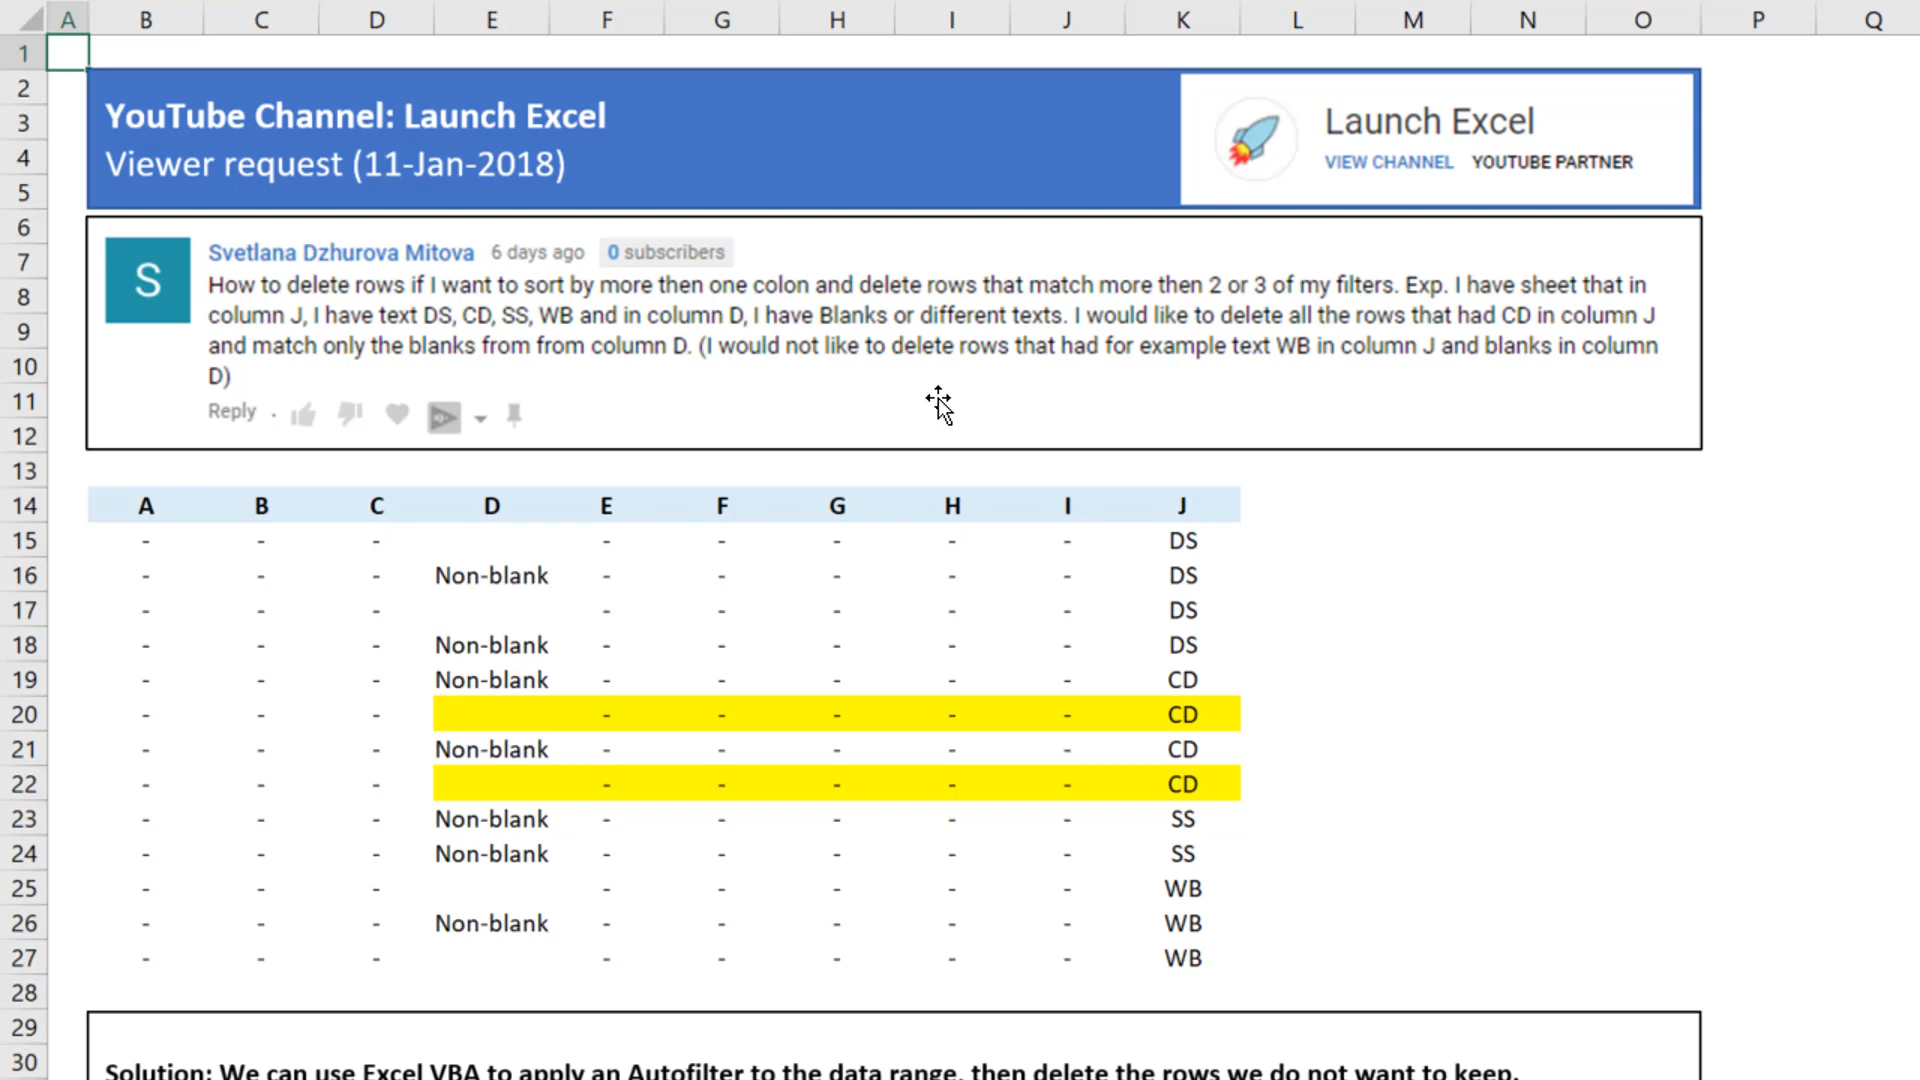 A B C D E F G H I J K L M N O P Q
1
2
YouTube Channel: Launch Excel
Launch Excel
3
4
Viewer request (11-Jan-2018)
VIEW CHANNEL YOUTUBE PARTNER
5
6
7 Svetlana Dzhurova Mitova 6 days ago 0 subscribers
S
8 How to delete rows if I want to sort by more then one colon and delete rows that match more then 2 or 3 of my filters. Exp. I have sheet that in
9 column J, I have text DS, CD, SS, WB and in column D, I have Blanks or different texts. I would like to delete all the rows that had CD in column J
10 and match only the blanks from from column D. (I would not like to delete rows that had for example text WB in column J and blanks in column
D)
11 Reply
12
13
14 A B C D E F G H I J
15 - - - - - - - - DS
16 - - - Non-blank - - - - - DS
17 - - - - - - - - DS
18 - - - Non-blank - - - - - DS
19 - - - Non-blank - - - - - CD
20 - - - - - - - - CD
21 - - - Non-blank - - - - - CD
22 - - - - - - - - CD
23 - - - Non-blank - - - - - SS
24 - - - Non-blank - - - - - SS
25 - - - - - - - - WB
26 - - - Non-blank - - - - - WB
27 - - - - - - - - WB
28
29
30 Solution: We can use Excel VBA to apply an Autofilter to the data range, then delete the rows we do not want to keep.